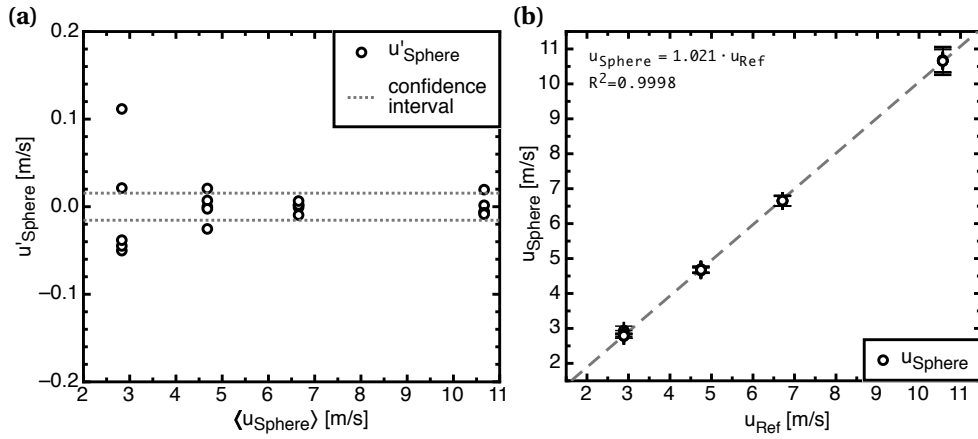 (a)
0.2
0.1
0.0
−0.1
−0.2
u'Sphere [m/s]
u'Sphere
confidence
interval
2 3 4 5 6 7 8 9 10 11
⟨uSphere⟩ [m/s]
(b)
11
10
9
8
7
6
5
4
3
2
uSphere [m/s]
uSphere = 1.021 · uRef
R²=0.9998
uSphere
2 3 4 5 6 7 8 9 10 11
uRef [m/s]